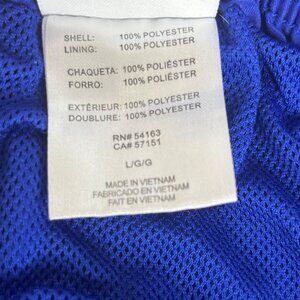 SHELL: 100% POLYESTER
LINING: 100% POLYESTER
CHAQUETA: 100% POLIÉSTER
FORRO: 100% POLIÉSTER
EXTÉRIEUR: 100% POLYESTER
DOUBLURE: 100% POLYESTER
RN# 54163
CA# 57151
L/G/G
MADE IN VIETNAM
FABRICADO EN VIETNAM
FAIT EN VIETNAM